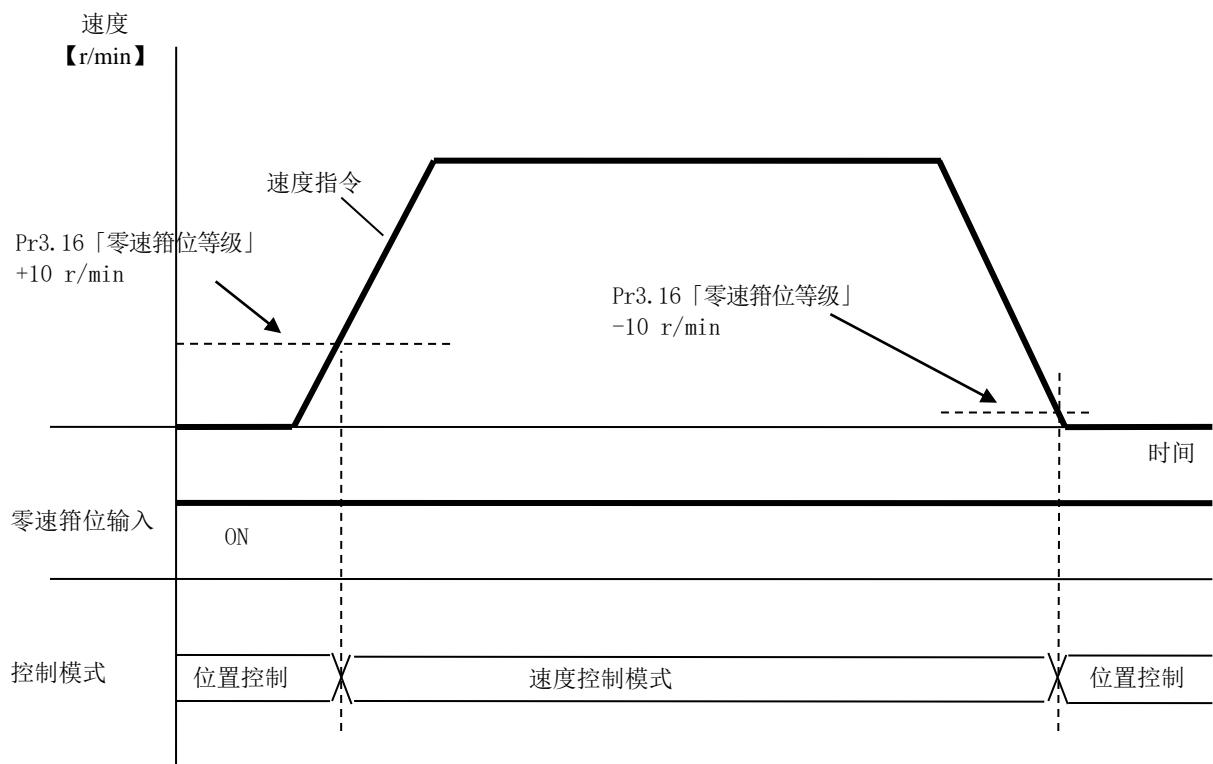 速度
【r/min】
速度指令
Pr3.16「零速箝位等级」
+10 r/min
Pr3.16「零速箝位等级」
-10 r/min
时间
零速箝位输入
ON
控制模式
位置控制
速度控制模式
位置控制